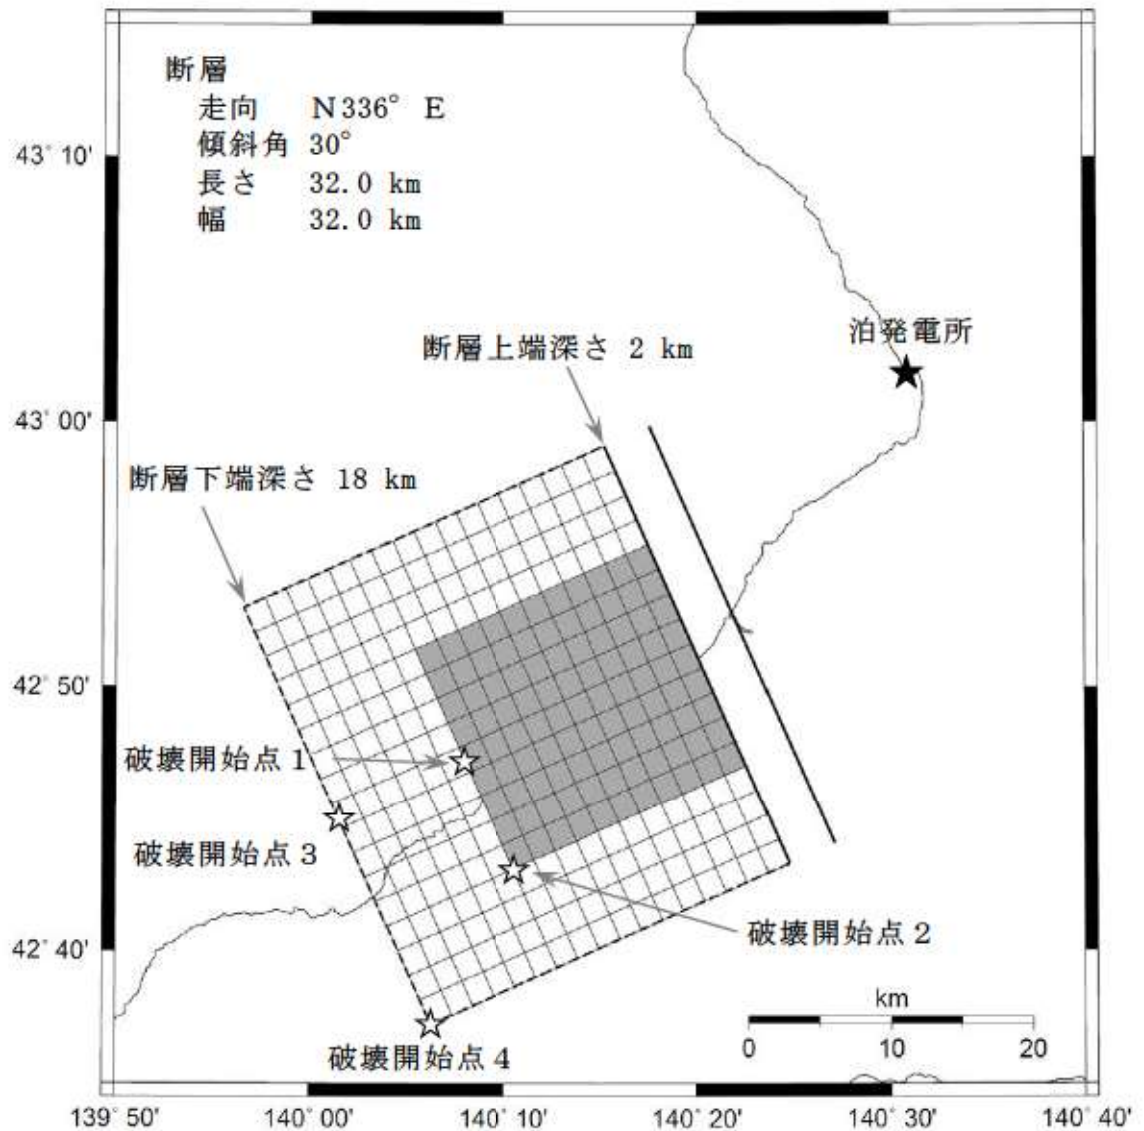 断層
走向 N336° E
傾斜角 30°
長さ 32.0 km
幅 32.0 km
43° 10'
泊発電所
断層上端深さ 2 km
43° 00'
断層下端深さ 18 km
42° 50'
破壊開始点1
破壊開始点3
破壊開始点2
42° 40'
km
0 10 20
破壊開始点4
139° 50' 140° 00' 140° 10' 140° 20' 140° 30' 140° 40'